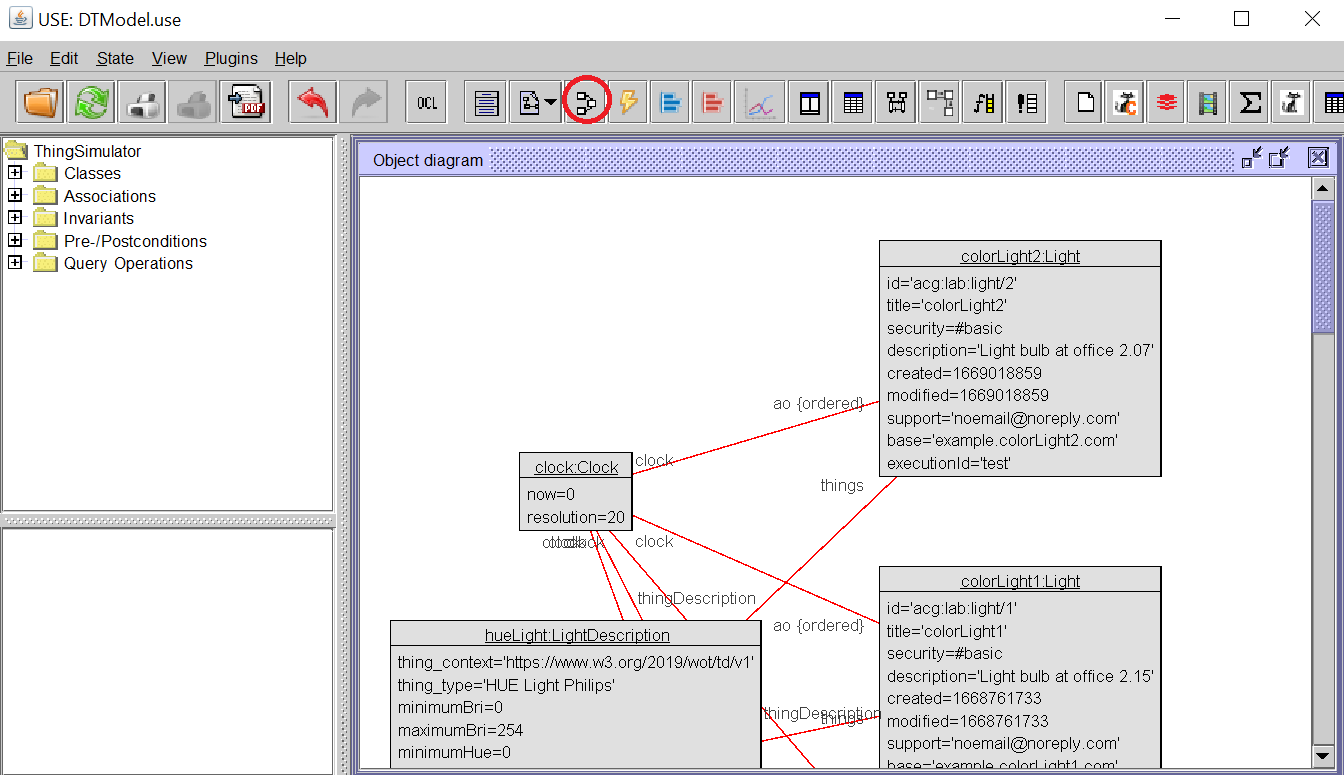 USE: DTModel.use
File Edit State View Plugins Help
PDF
OCL
ThingSimulator
Classes
Associations
Invariants
Pre-/Postconditions
Query Operations
Object diagram
colorLight2:Light
id='acg:lab:light/2'
title='colorLight2'
security=#basic
description='Light bulb at office 2.07'
created=1669018859
modified=1669018859
support='noemail@noreply.com'
base='example.colorLight2.com'
executionId='test'
ao {ordered}
clock
things
clock:Clock
now=0
resolution=20
clock
clock
thingDescription
ao {ordered}
hueLight:LightDescription
thing_context='https://www.w3.org/2019/wot/td/v1'
thing_type='HUE Light Philips'
minimumBri=0
maximumBri=254
minimumHue=0
thingDescription
things
colorLight1:Light
id='acg:lab:light/1'
title='colorLight1'
security=#basic
description='Light bulb at office 2.15'
created=1668761733
modified=1668761733
support='noemail@noreply.com'
base='example.colorLight1.com'